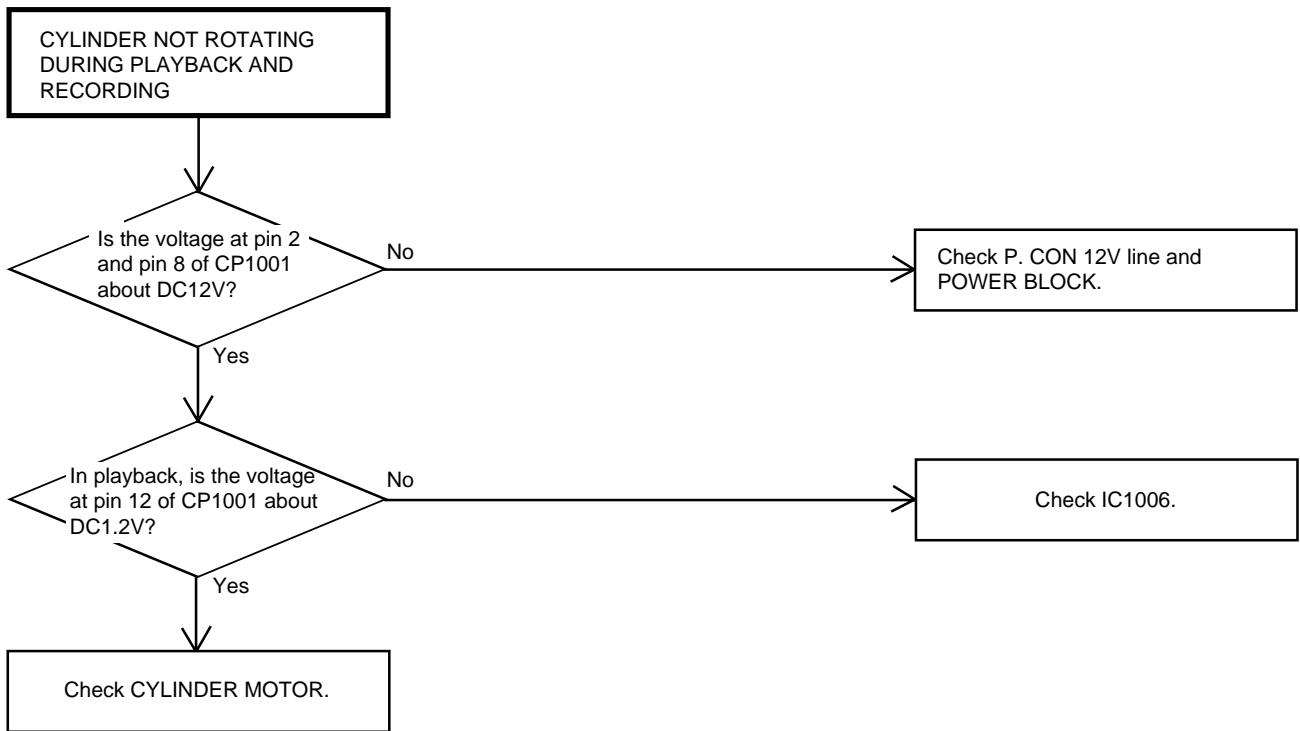 CYLINDER NOT ROTATING
DURING PLAYBACK AND
RECORDING
Is the voltage at pin 2
and pin 8 of CP1001
about DC12V?
No
Check P. CON 12V line and
POWER BLOCK.
Yes
In playback, is the voltage
at pin 12 of CP1001 about
DC1.2V?
No
Check IC1006.
Yes
Check CYLINDER MOTOR.